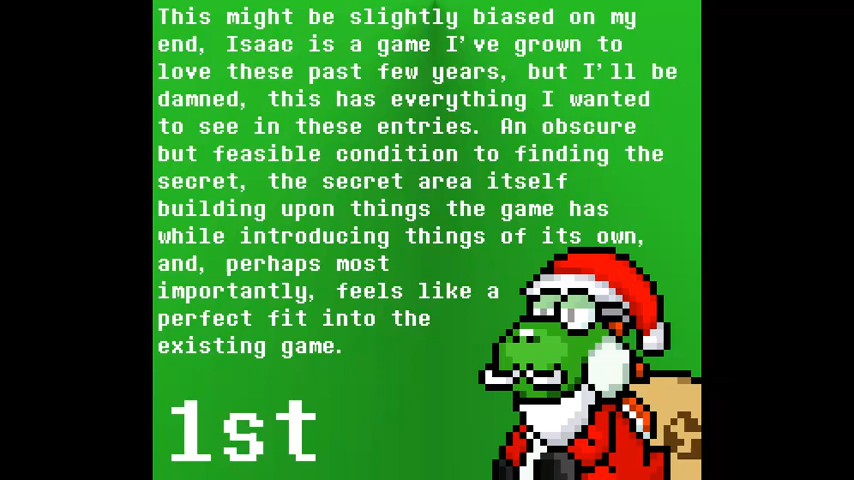 This might be slightly biased on my
end, Isaac is a game I've grown to
love these past few years, but I'll be
damned, this has everything I wanted
to see in these entries. An obscure
but feasible condition to finding the
secret, the secret area itself
building upon things the game has
while introducing things of its own,
and, perhaps most
importantly, feels like a
perfect fit into the
existing game.
1st